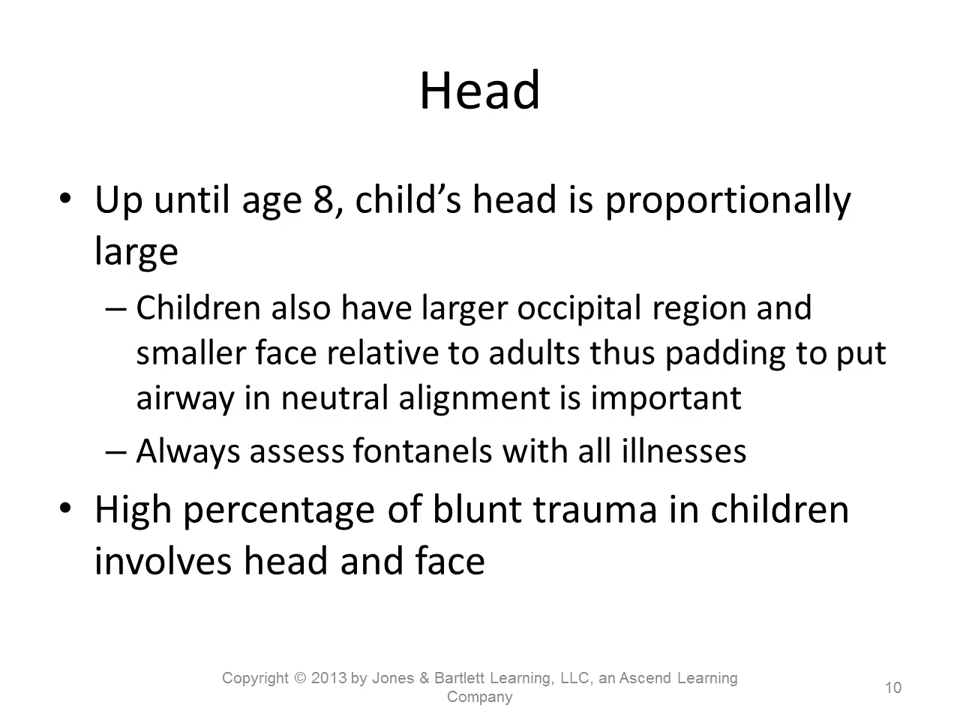 Head
• Up until age 8, child’s head is proportionally
large
– Children also have larger occipital region and
smaller face relative to adults thus padding to put
airway in neutral alignment is important
– Always assess fontanels with all illnesses
• High percentage of blunt trauma in children
involves head and face
Copyright © 2013 by Jones & Bartlett Learning, LLC, an Ascend Learning
Company
10